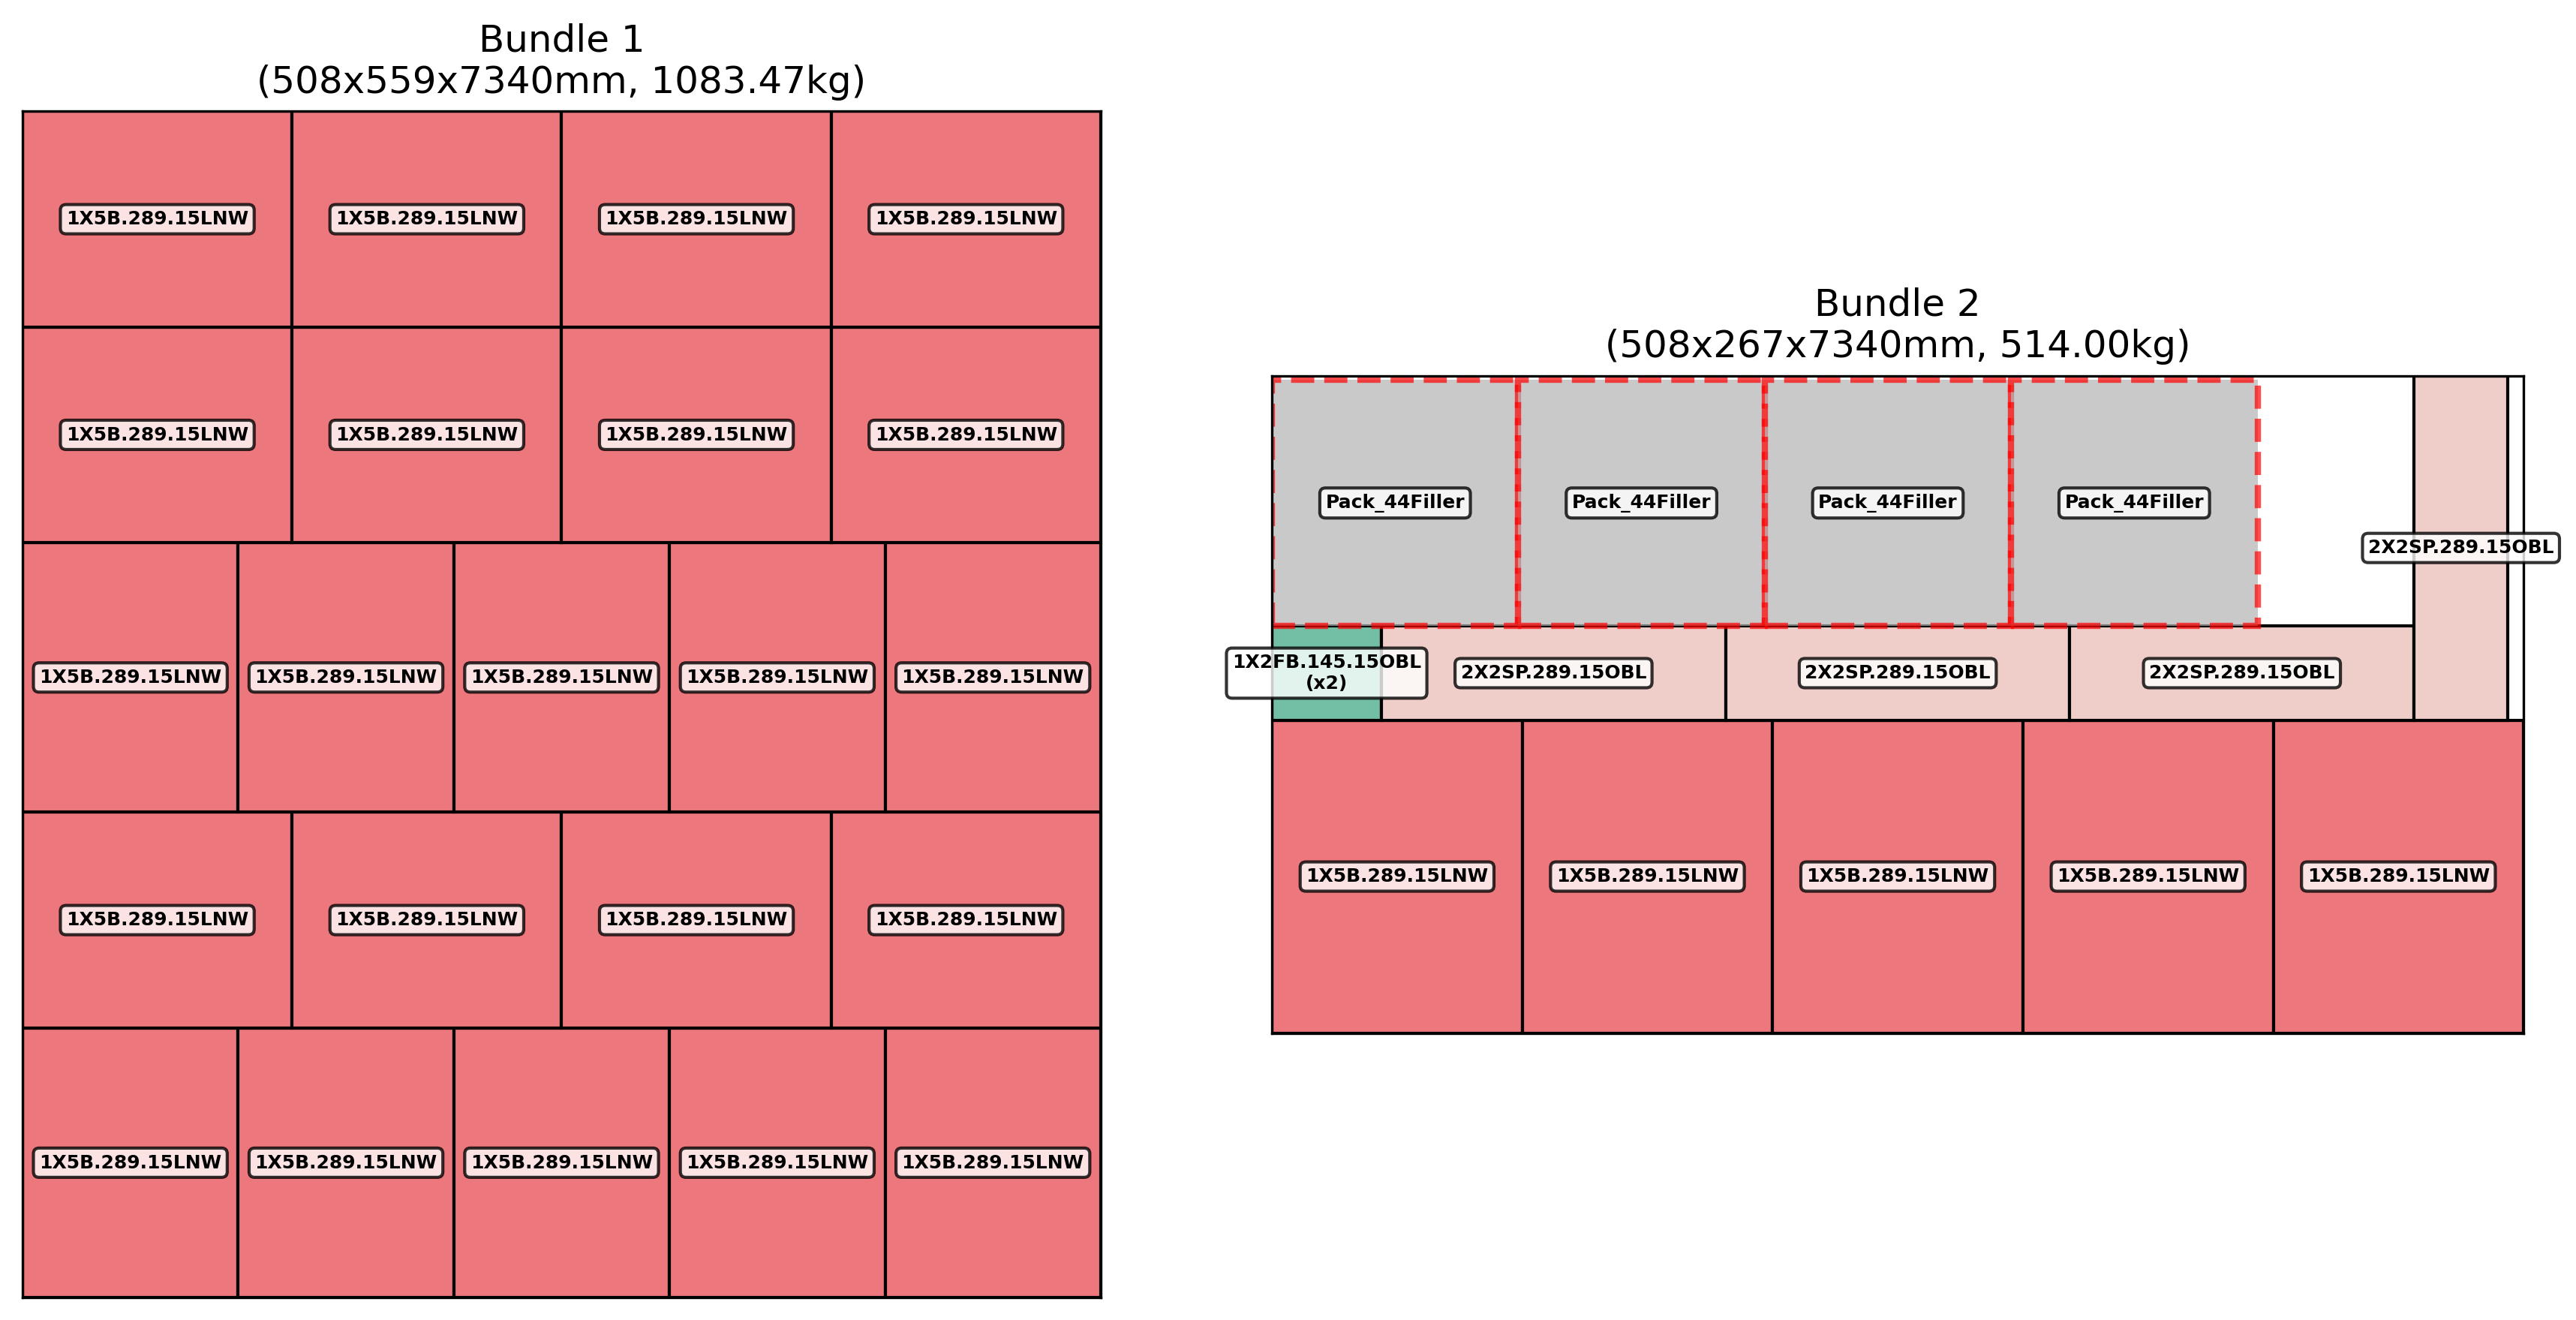 Bundle 1
(508x559x7340mm, 1083.47kg)
1X5B.289.15LNW 1X5B.289.15LNW 1X5B.289.15LNW 1X5B.289.15LNW
1X5B.289.15LNW 1X5B.289.15LNW 1X5B.289.15LNW 1X5B.289.15LNW
1X5B.289.15LNW 1X5B.289.15LNW 1X5B.289.15LNW 1X5B.289.15LNW 1X5B.289.15LNW
1X5B.289.15LNW 1X5B.289.15LNW 1X5B.289.15LNW 1X5B.289.15LNW
1X5B.289.15LNW 1X5B.289.15LNW 1X5B.289.15LNW 1X5B.289.15LNW 1X5B.289.15LNW
Bundle 2
(508x267x7340mm, 514.00kg)
Pack_44Filler Pack_44Filler Pack_44Filler Pack_44Filler
2X2SP.289.15OBL
1X2FB.145.15OBL
(x2)
2X2SP.289.15OBL 2X2SP.289.15OBL 2X2SP.289.15OBL
1X5B.289.15LNW 1X5B.289.15LNW 1X5B.289.15LNW 1X5B.289.15LNW 1X5B.289.15LNW